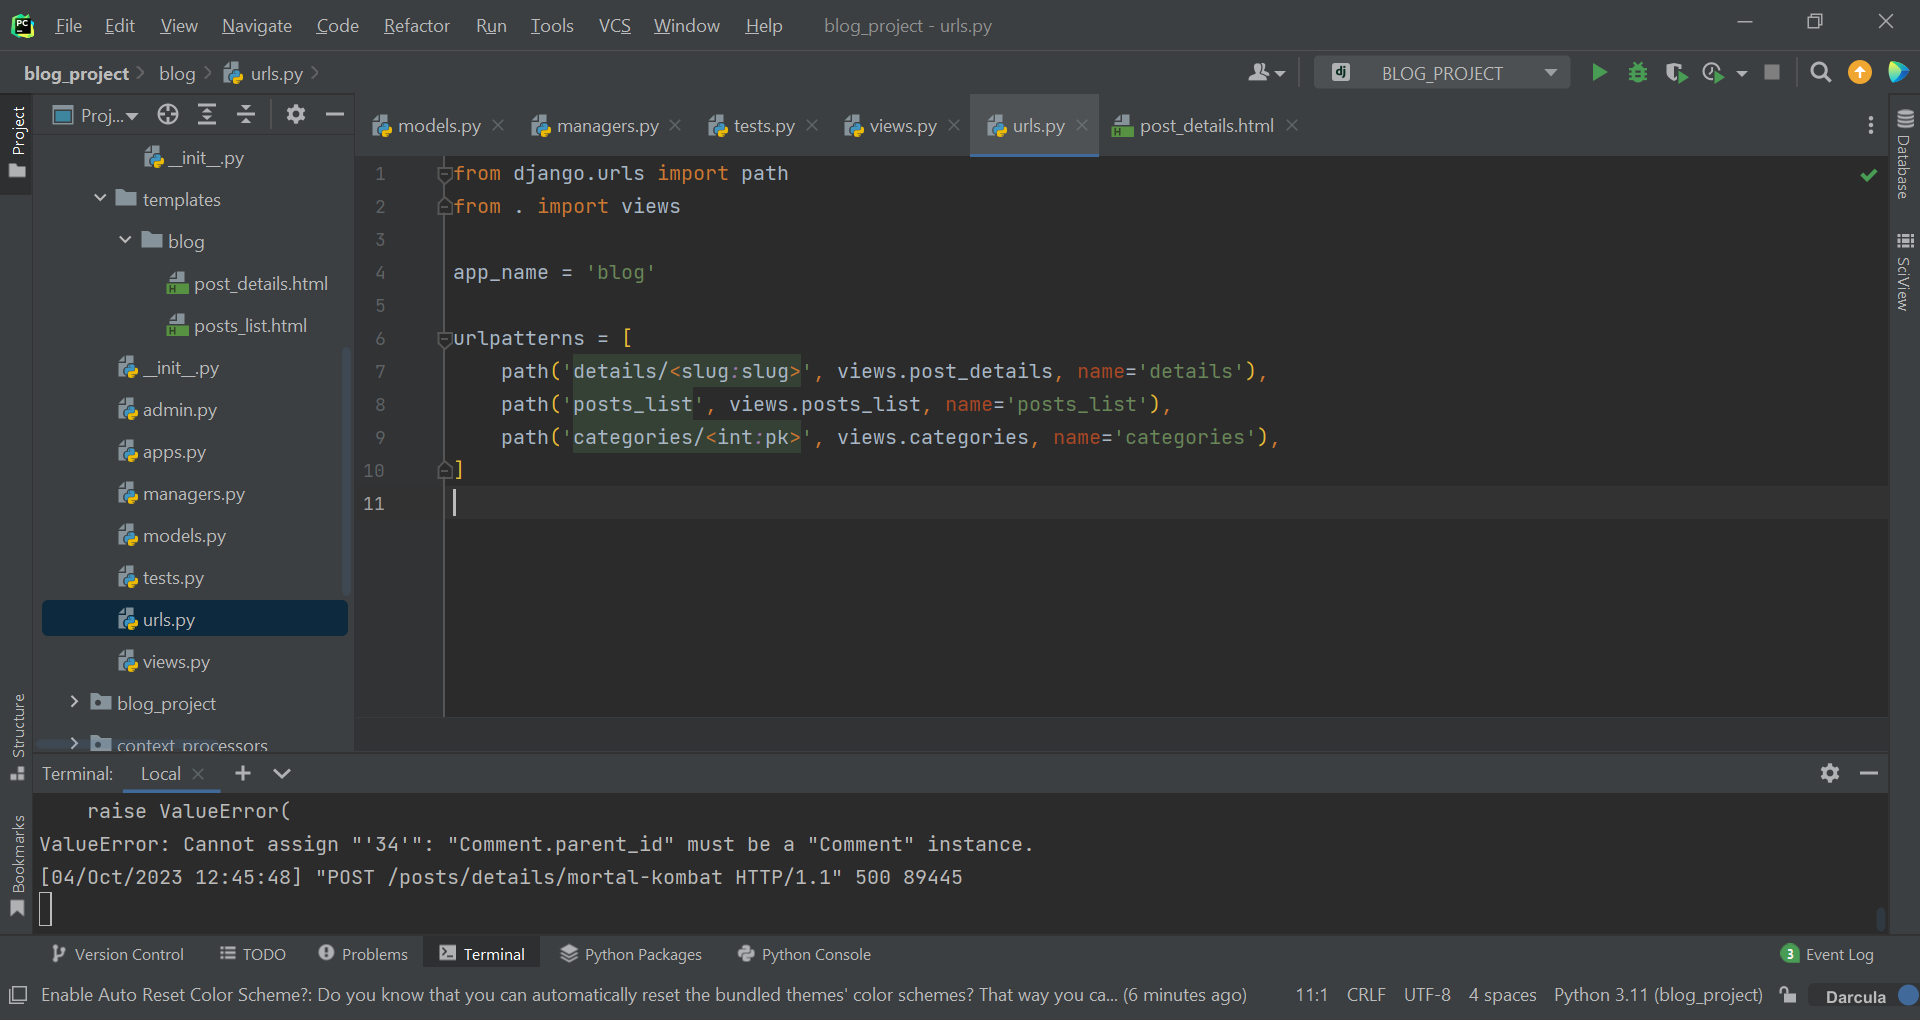 File Edit View Navigate Code Refactor Run Tools VCS Window Help blog_project - urls.py
blog_project blog urls.py
dj BLOG_PROJECT
Project
Proj...
models.py managers.py tests.py views.py urls.py post_details.html
__init__.py
templates
blog
post_details.html
posts_list.html
__init__.py
admin.py
apps.py
managers.py
models.py
tests.py
urls.py
views.py
blog_project
context_processors
1 from django.urls import path
2 from . import views
3
4 app_name = 'blog'
5
6 urlpatterns = [
7 path('details/<slug:slug>', views.post_details, name='details'),
8 path('posts_list', views.posts_list, name='posts_list'),
9 path('categories/<int:pk>', views.categories, name='categories'),
10 ]
11
Database
SciView
Structure
Bookmarks
Terminal: Local
raise ValueError(
ValueError: Cannot assign "'34'": "Comment.parent_id" must be a "Comment" instance.
[04/Oct/2023 12:45:48] "POST /posts/details/mortal-kombat HTTP/1.1" 500 89445
Version Control TODO Problems Terminal Python Packages Python Console 3 Event Log
Enable Auto Reset Color Scheme?: Do you know that you can automatically reset the bundled themes' color schemes? That way you ca... (6 minutes ago) 11:1 CRLF UTF-8 4 spaces Python 3.11 (blog_project) Darcula